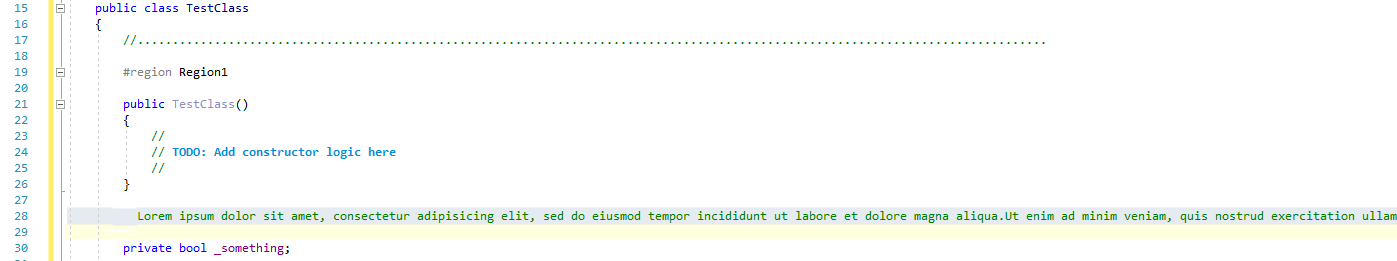 15 public class TestClass
16 {
17 //..................................................................................................................................
18
19 #region Region1
20
21 public TestClass()
22 {
23 //
24 // TODO: Add constructor logic here
25 //
26 }
27
28 Lorem ipsum dolor sit amet, consectetur adipisicing elit, sed do eiusmod tempor incididunt ut labore et dolore magna aliqua.Ut enim ad minim veniam, quis nostrud exercitation ullam
29
30 private bool _something;